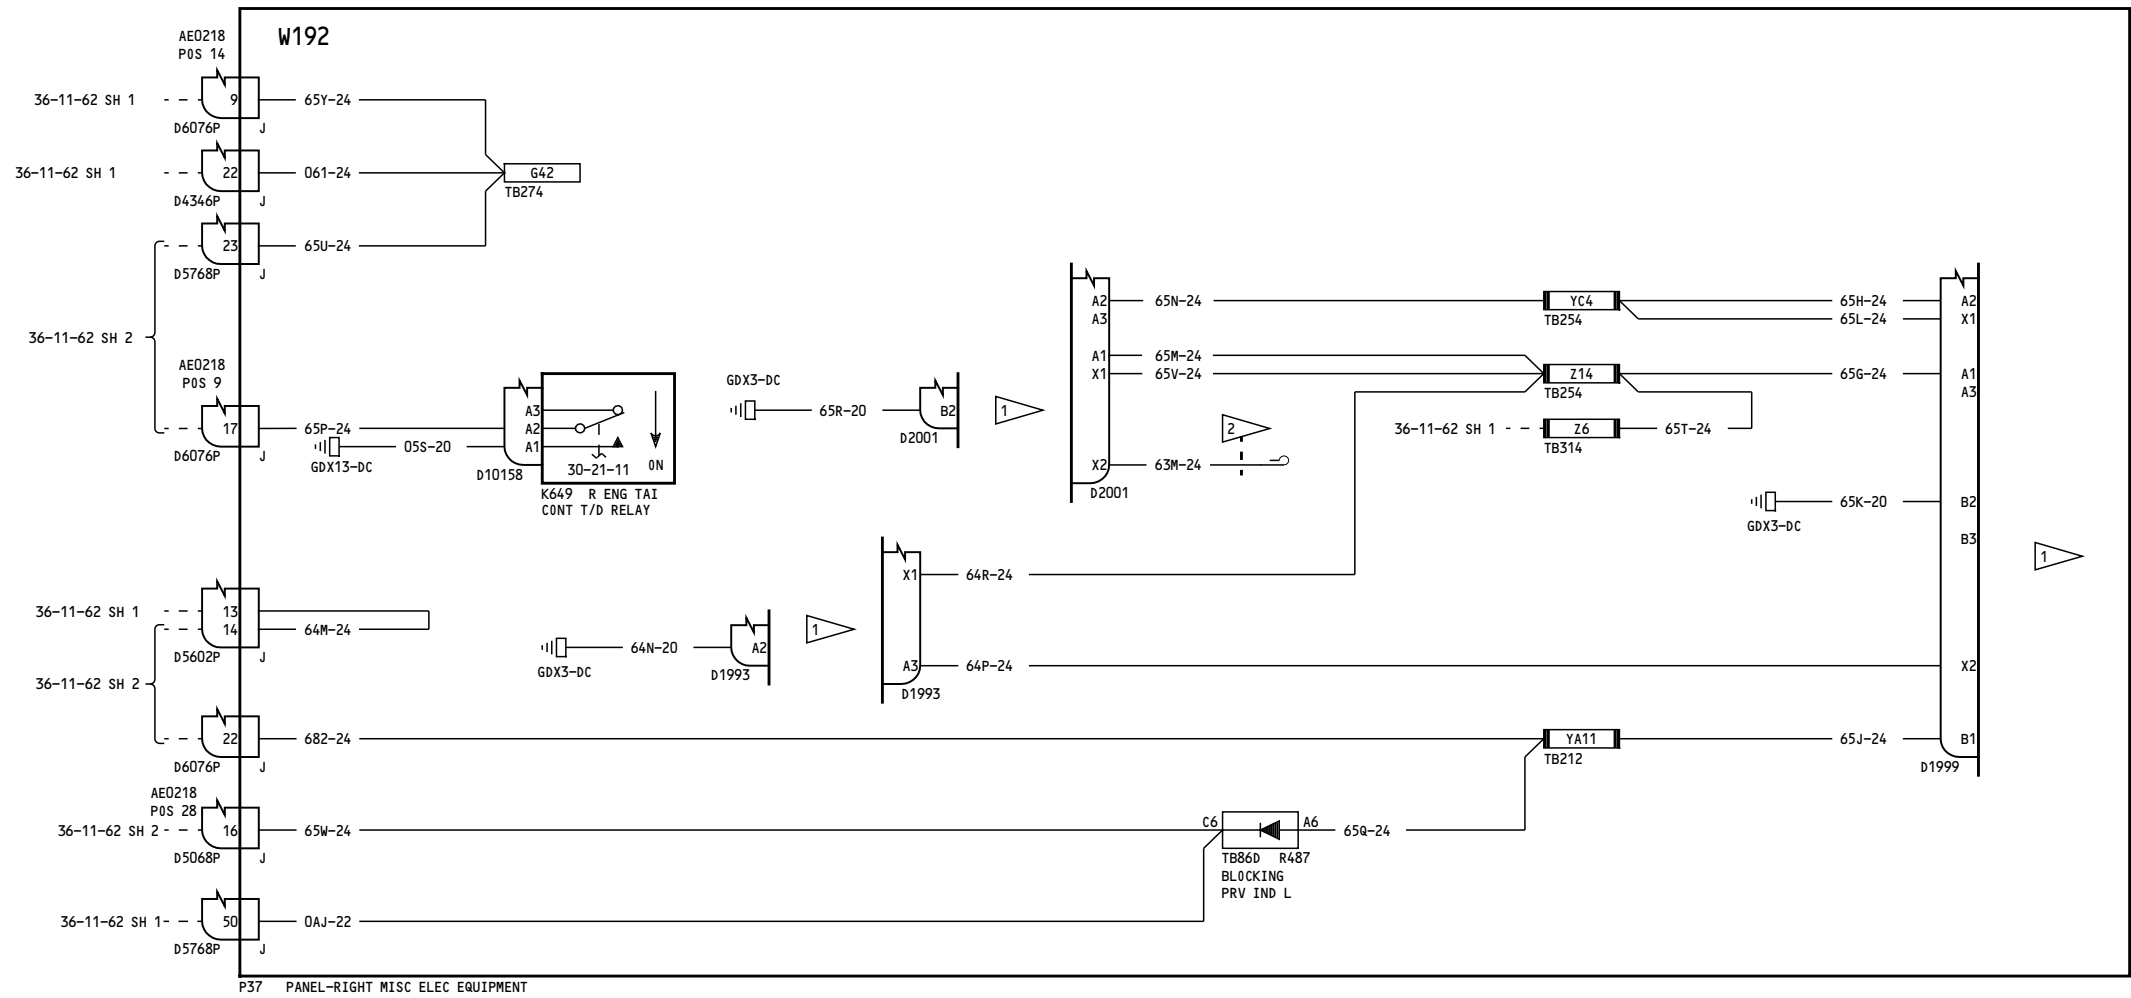 W192
AE0218
POS 14
36-11-62 SH 1
9
65Y-24
D6076P
J
36-11-62 SH 1
22
061-24
G42
D4346P
J
TB274
23
65U-24
D5768P
J
36-11-62 SH 2
AE0218
POS 9
17
65P-24
D6076P
J
GDX13-DC
05S-20
A3
A2
A1
D10158
30-21-11
ON
K649 R ENG TAI
CONT T/D RELAY
GDX3-DC
65R-20
B2
D2001
1
A2
A3
A1
X1
X2
D2001
65N-24
65M-24
65V-24
63M-24
2
YC4
TB254
Z14
TB254
36-11-62 SH 1
Z6
TB314
65T-24
65H-24
65L-24
65G-24
GDX3-DC
65K-20
A2
X1
A1
A3
B2
B3
X2
B1
D1999
1
36-11-62 SH 1
13
14
64M-24
D5602P
J
36-11-62 SH 2
GDX3-DC
64N-20
A2
D1993
1
X1
64R-24
A3
64P-24
D1993
22
682-24
D6076P
J
YA11
TB212
65J-24
AE0218
POS 28
36-11-62 SH 2
16
65W-24
D5068P
J
C6
A6
65Q-24
TB86D R487
BLOCKING
PRV IND L
36-11-62 SH 1
50
0AJ-22
D5768P
J
P37 PANEL-RIGHT MISC ELEC EQUIPMENT